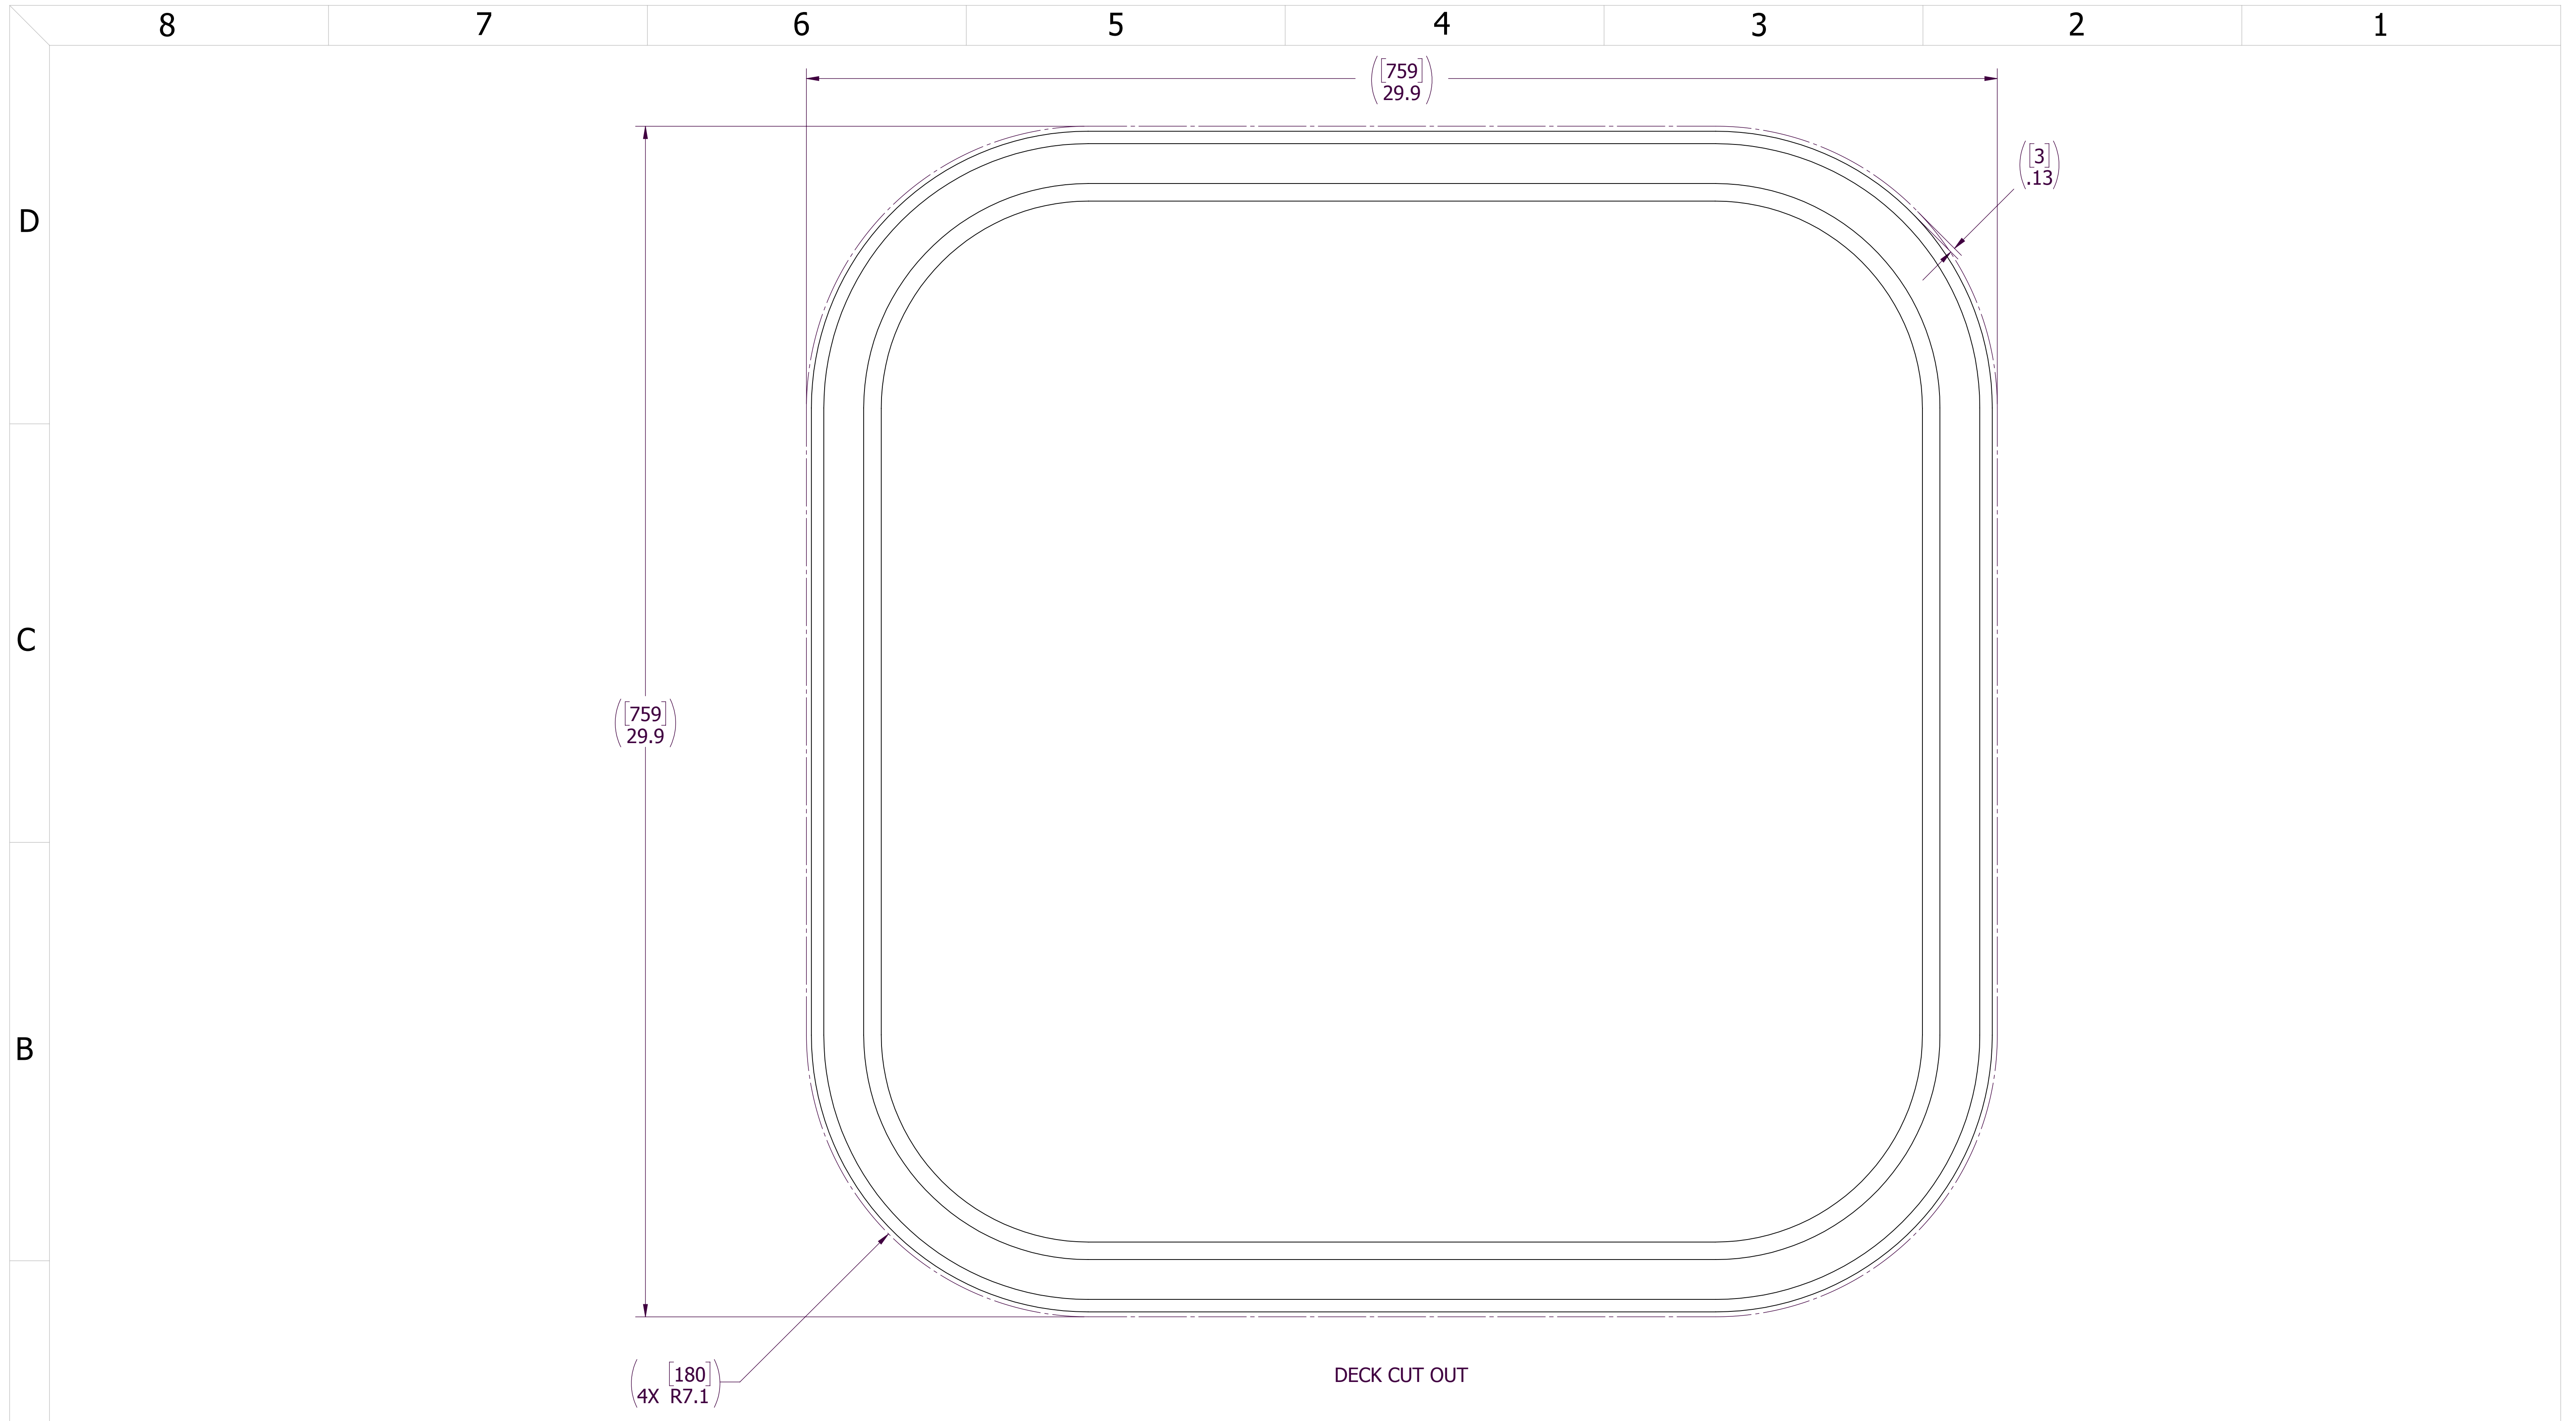 8 7 6 5 4 3 2 1
([759]
29.9)
([3]
.13)
D
C
([759]
29.9)
B
([180]
4X R7.1)
DECK CUT OUT